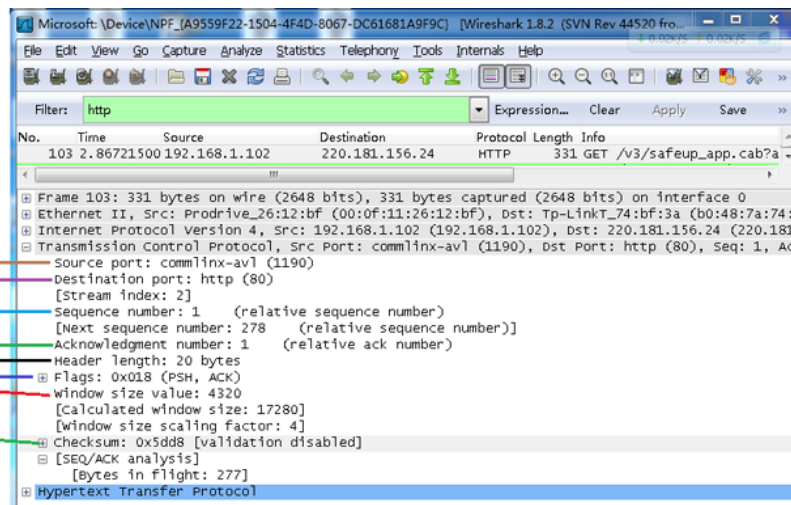 Microsoft: \Device\NPF_{A9559F22-1504-4F4D-8067-DC61681A9F9C} [Wireshark 1.8.2 (SVN Rev 44520 fro...
0.02K/S 0.02K/S
File Edit View Go Capture Analyze Statistics Telephony Tools Internals Help
Filter: http Expression... Clear Apply Save
No. Time Source Destination Protocol Length Info
103 2.86721500 192.168.1.102 220.181.156.24 HTTP 331 GET /v3/safeup_app.cab?a
Frame 103: 331 bytes on wire (2648 bits), 331 bytes captured (2648 bits) on interface 0
Ethernet II, Src: Prodrive_26:12:bf (00:0f:11:26:12:bf), Dst: Tp-LinkT_74:bf:3a (b0:48:7a:74:
Internet Protocol Version 4, Src: 192.168.1.102 (192.168.1.102), Dst: 220.181.156.24 (220.181
Transmission Control Protocol, Src Port: commlinx-avl (1190), Dst Port: http (80), Seq: 1, Ac
Source port: commlinx-avl (1190)
Destination port: http (80)
[Stream index: 2]
Sequence number: 1 (relative sequence number)
[Next sequence number: 278 (relative sequence number)]
Acknowledgment number: 1 (relative ack number)
Header length: 20 bytes
Flags: 0x018 (PSH, ACK)
Window size value: 4320
[Calculated window size: 17280]
[Window size scaling factor: 4]
Checksum: 0x5dd8 [validation disabled]
[SEQ/ACK analysis]
[Bytes in flight: 277]
Hypertext Transfer Protocol